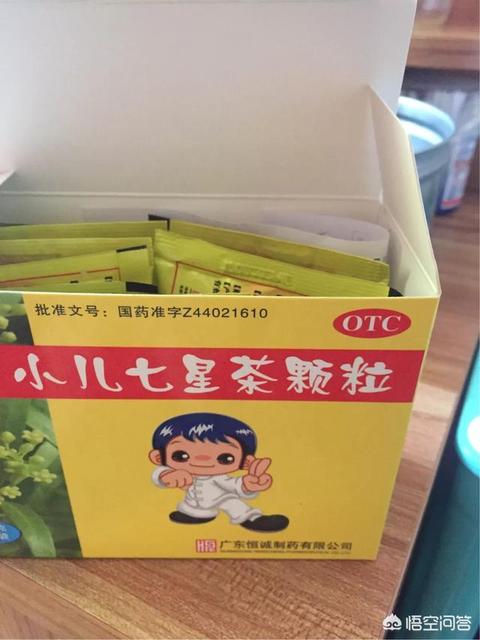 批准文号：国药准字Z44021610
OTC
小儿七星茶颗粒
广东恒诚制药有限公司
悟空问答